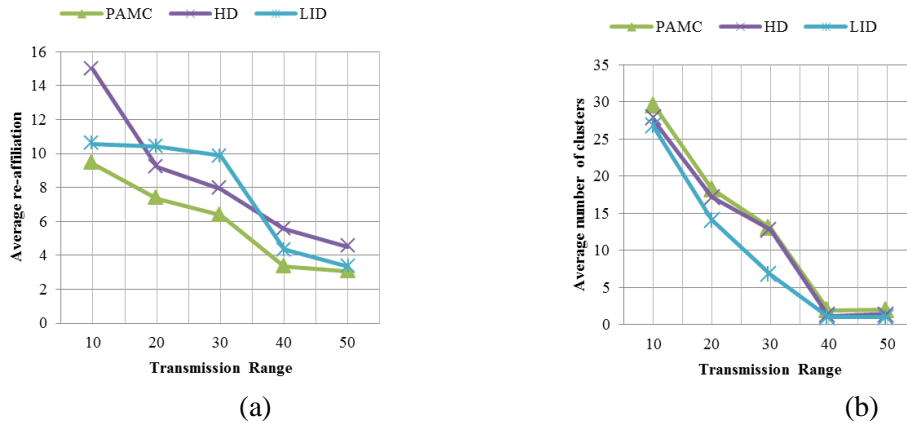 PAMC HD LID
16
14
12
10
8
6
4
2
0
Average re-affiliation
10 20 30 40 50
Transmission Range
(a)
PAMC HD LID
35
30
25
20
15
10
5
0
Average number of clusters
10 20 30 40 50
Transmission Range
(b)